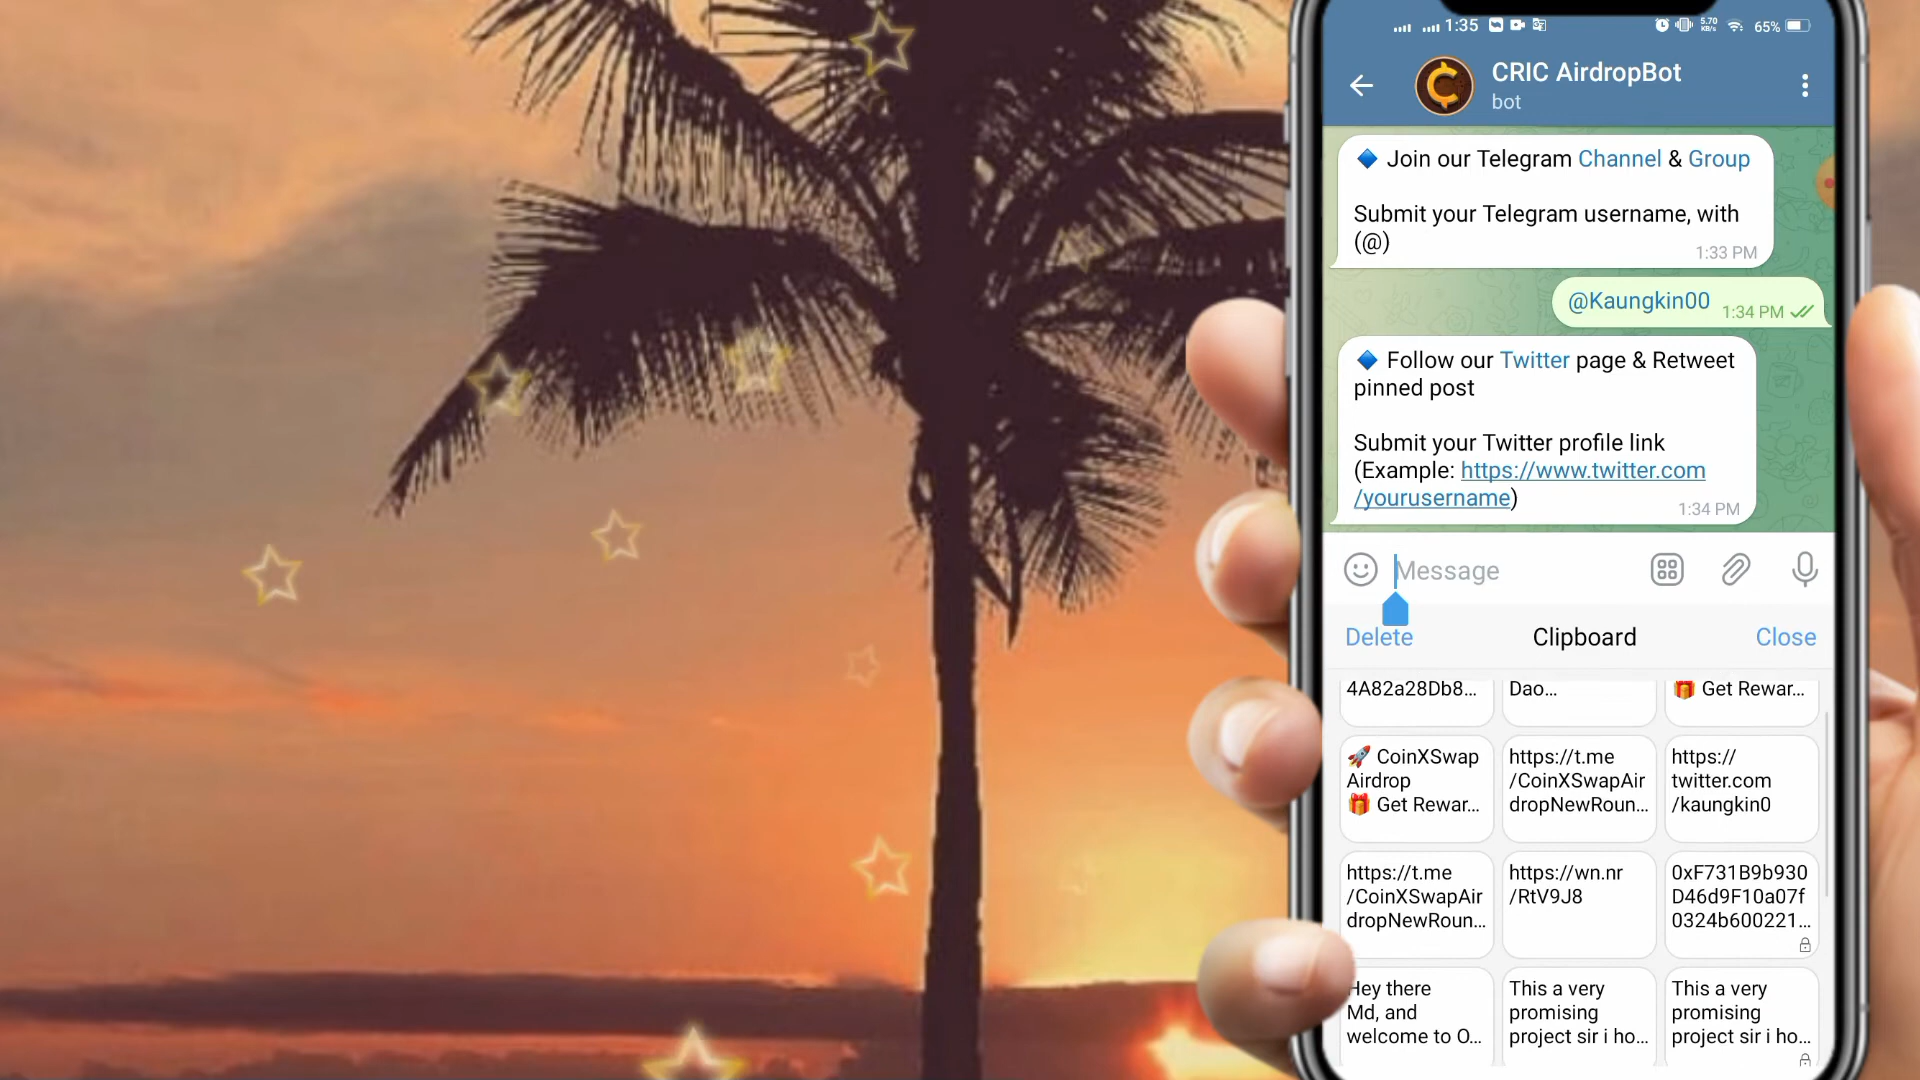 1:35
5.70
KB/s
65%
CRIC AirdropBot
bot
🔷 Join our Telegram Channel & Group
Submit your Telegram username, with
(@)
1:33 PM
@Kaungkin00
1:34 PM
🔷 Follow our Twitter page & Retweet
pinned post
Submit your Twitter profile link
(Example: https://www.twitter.com
/yourusername)
1:34 PM
Message
Delete
Clipboard
Close
4A82a28Db8...
Dao...
🎁 Get Rewar...
🚀 CoinXSwap
Airdrop
🎁 Get Rewar...
https://t.me
/CoinXSwapAir
dropNewRoun...
https://
twitter.com
/kaungkin0
https://t.me
/CoinXSwapAir
dropNewRoun...
https://wn.nr
/RtV9J8
0xF731B9b930
D46d9F10a07f
0324b600221...
Hey there
Md, and
welcome to O...
This a very
promising
project sir i ho...
This a very
promising
project sir i ho...